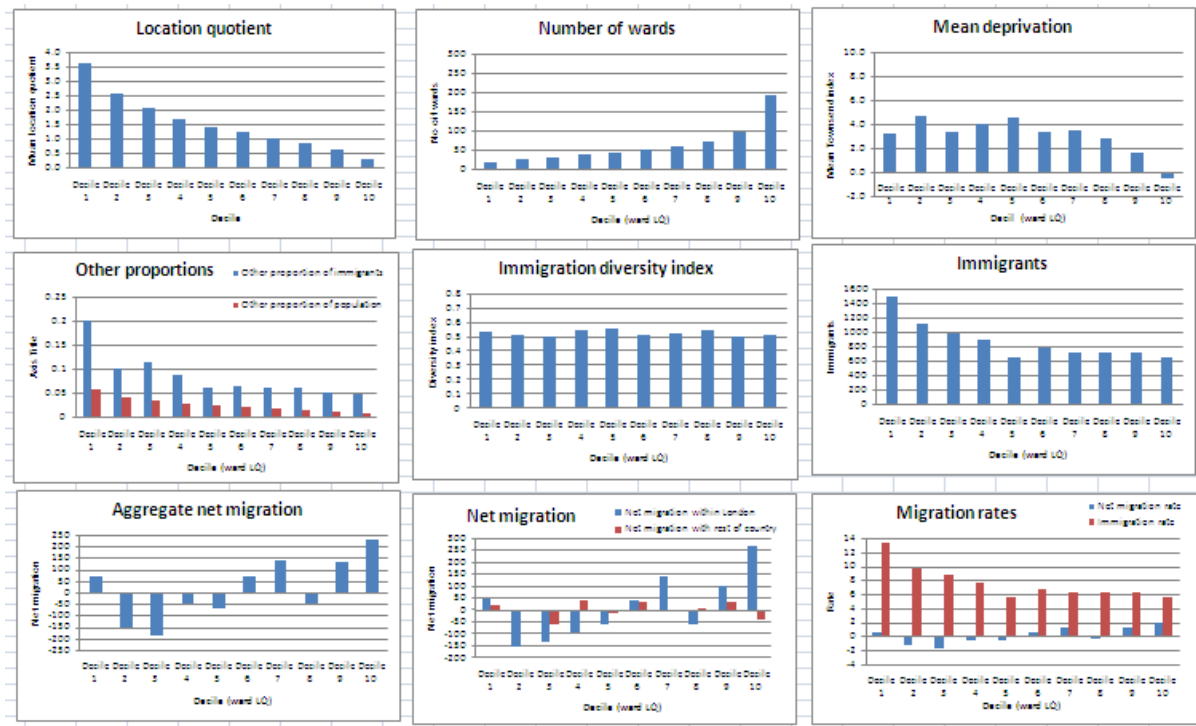 Location quotient
Mean location quotient
4.0
3.5
3.0
2.5
2.0
1.5
1.0
0.5
0.0
Decile 1
Decile 2
Decile 3
Decile 4
Decile 5
Decile 6
Decile 7
Decile 8
Decile 9
Decile 10
Decile
Number of wards
300
250
200
150
100
50
0
Decile 1
Decile 2
Decile 3
Decile 4
Decile 5
Decile 6
Decile 7
Decile 8
Decile 9
Decile 10
Decile (ward LQ)
Mean deprivation
Mean Townsend index
10.0
8.0
6.0
4.0
2.0
0.0
-2.0
Decile 1
Decile 2
Decile 3
Decile 4
Decile 5
Decile 6
Decile 7
Decile 8
Decile 9
Decile 10
Decil (ward LQ)
Other proportions
Other proportion of immigrants
Other proportion of population
Axis Title
0.25
0.2
0.15
0.1
0.05
0
Decile 1
Decile 2
Decile 3
Decile 4
Decile 5
Decile 6
Decile 7
Decile 8
Decile 9
Decile 10
Decile (ward LQ)
Immigration diversity index
Diversity index
0.8
0.7
0.6
0.5
0.4
0.3
0.2
0.1
0
Decile 1
Decile 2
Decile 3
Decile 4
Decile 5
Decile 6
Decile 7
Decile 8
Decile 9
Decile 10
Decile (ward LQ)
Immigrants
Immigrants
1600
1400
1200
1000
800
600
400
200
0
Decile 1
Decile 2
Decile 3
Decile 4
Decile 5
Decile 6
Decile 7
Decile 8
Decile 9
Decile 10
Decile (ward LQ)
Aggregate net migration
Net migration
250
200
150
100
50
0
-50
-100
-150
-200
-250
Decile 1
Decile 2
Decile 3
Decile 4
Decile 5
Decile 6
Decile 7
Decile 8
Decile 9
Decile 10
Decile (ward LQ)
Net migration
Net migration within London
Net migration with rest of country
Net migration
300
250
200
150
100
50
0
-50
-100
-150
-200
Decile 1
Decile 2
Decile 3
Decile 4
Decile 5
Decile 6
Decile 7
Decile 8
Decile 9
Decile 10
Decile (ward LQ)
Migration rates
Net migration rate
Immigration rate
Rate
14
12
10
8
6
4
2
0
-2
-4
Decile 1
Decile 2
Decile 3
Decile 4
Decile 5
Decile 6
Decile 7
Decile 8
Decile 9
Decile 10
Decile (ward LQ)